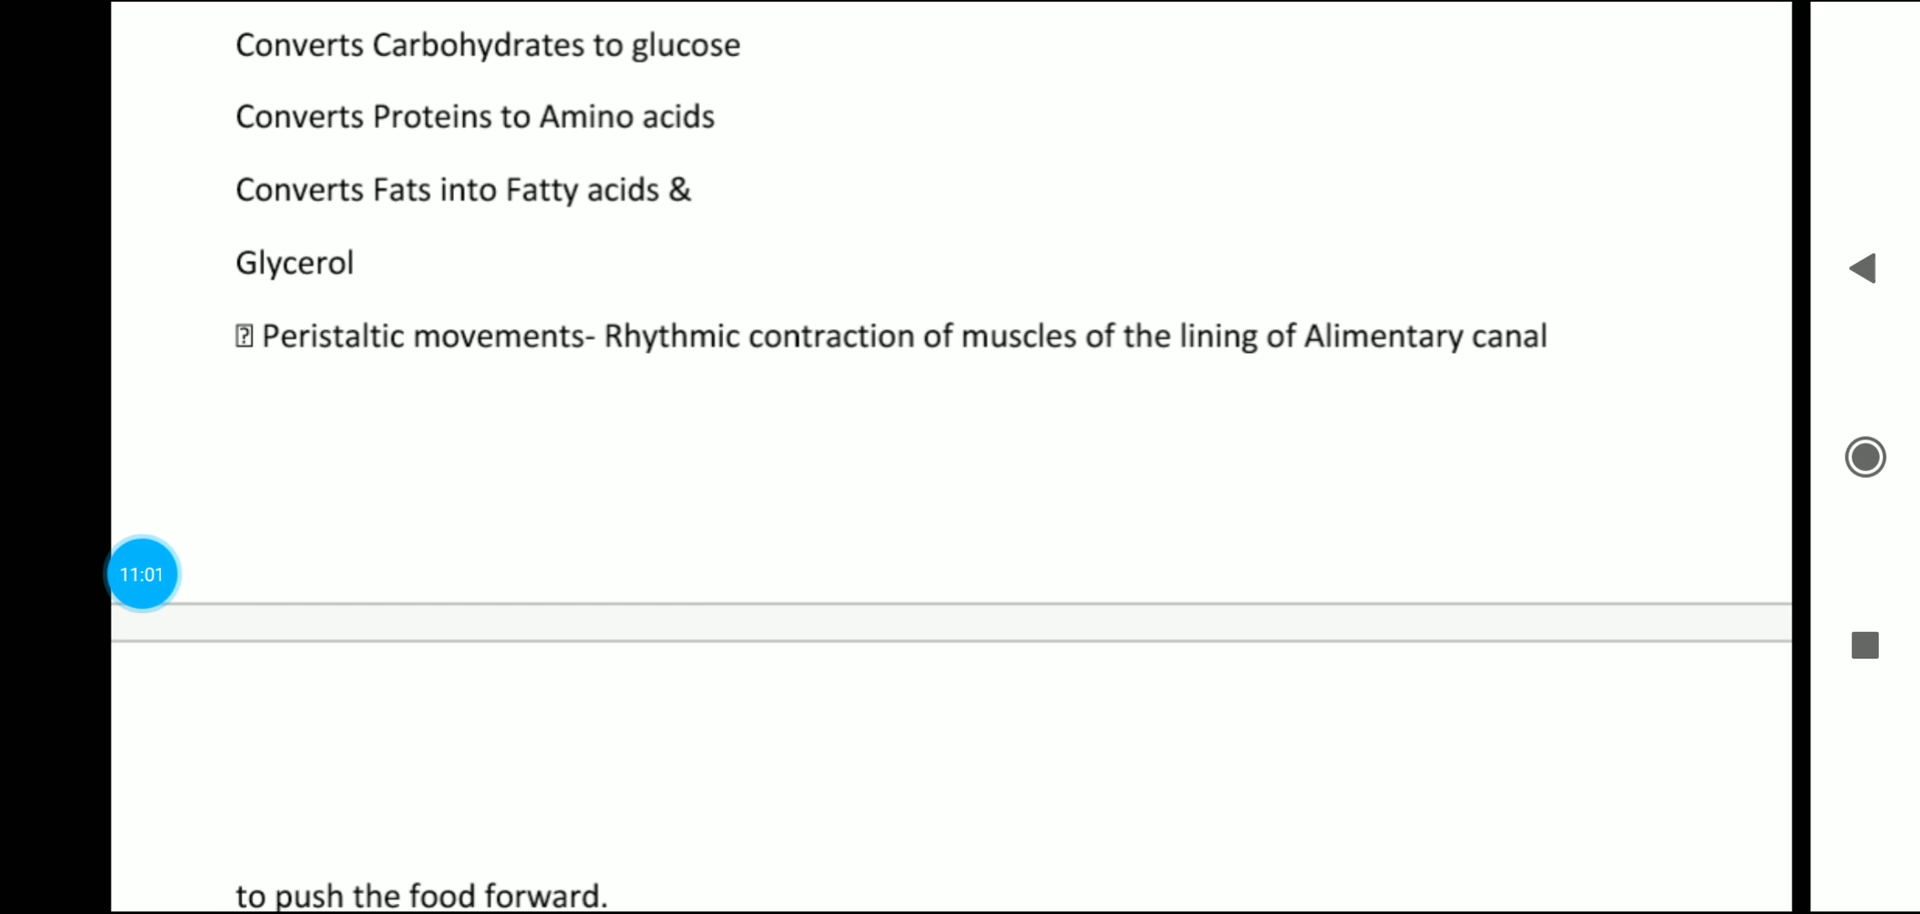 Converts Carbohydrates to glucose
Converts Proteins to Amino acids
Converts Fats into Fatty acids &
Glycerol
⍰ Peristaltic movements- Rhythmic contraction of muscles of the lining of Alimentary canal
11:01
to push the food forward.